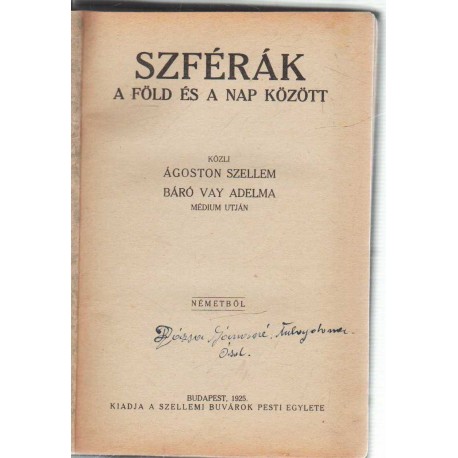 SZFÉRÁK
A FÖLD ÉS A NAP KÖZÖTT
KÖZLI
ÁGOSTON SZELLEM
BÁRÓ VAY ADELMA
MÉDIUM UTJÁN
NÉMETBŐL
BUDAPEST, 1925.
KIADJA A SZELLEMI BUVÁROK PESTI EGYLETE